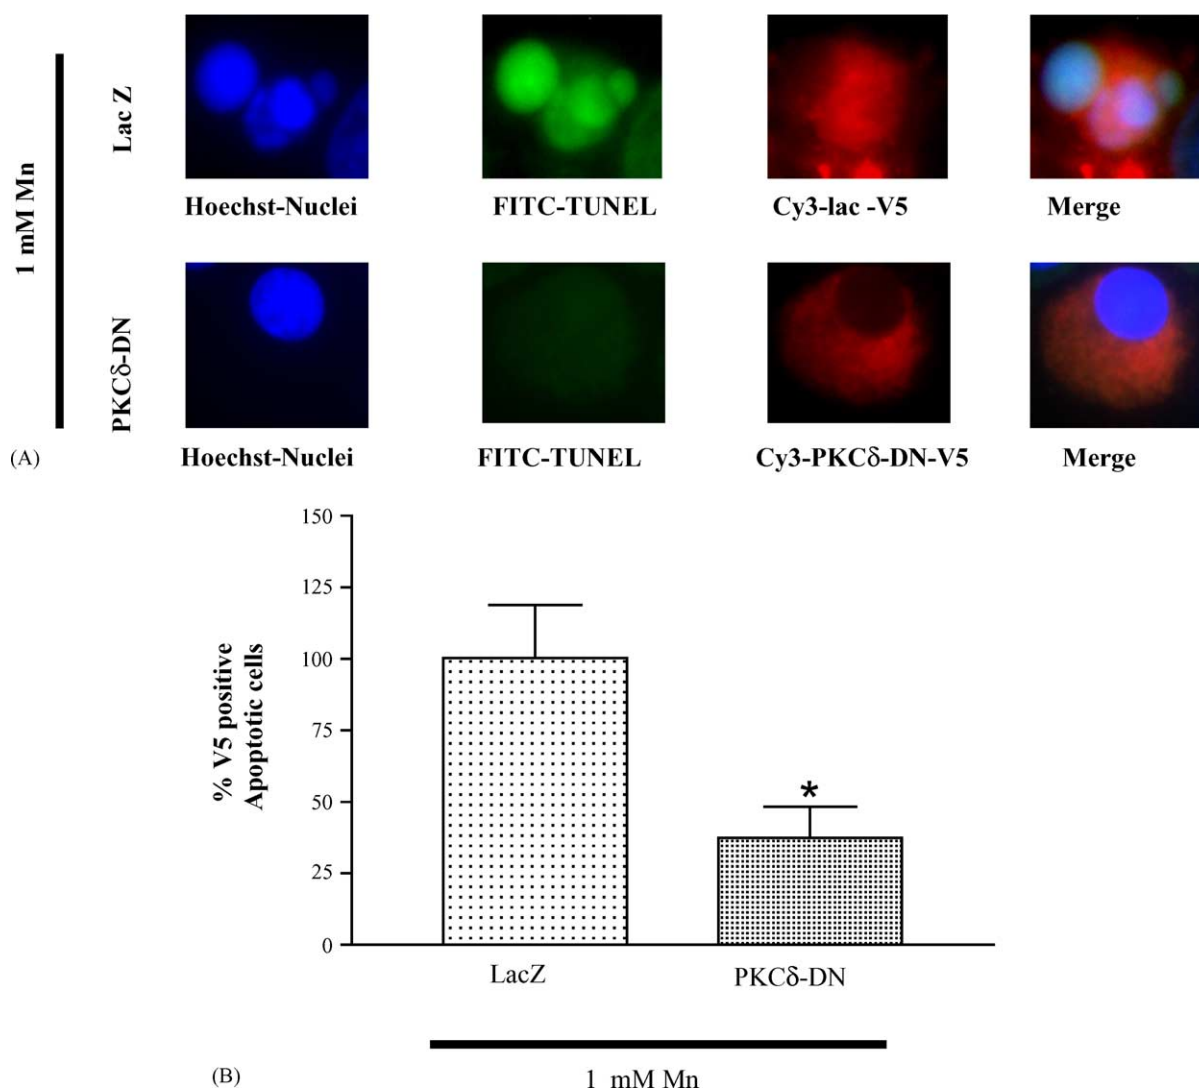 Lac Z
Hoechst-Nuclei FITC-TUNEL Cy3-lac -V5 Merge
1 mM Mn
PKCδ-DN
(A)
Hoechst-Nuclei FITC-TUNEL Cy3-PKCδ-DN-V5 Merge
150
125
100
75
50
25
0
% V5 positive
Apoptotic cells
*
LacZ PKCδ-DN
(B)
1 mM Mn